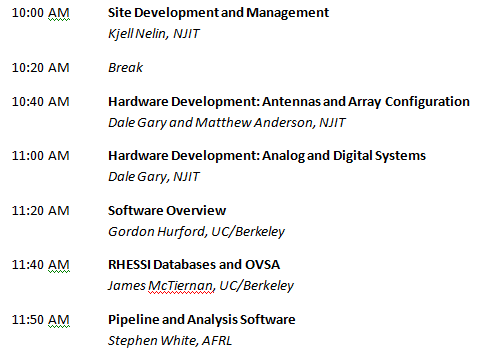 10:00 AM Site Development and Management
Kjell Nelin, NJIT
10:20 AM Break
10:40 AM Hardware Development: Antennas and Array Configuration
Dale Gary and Matthew Anderson, NJIT
11:00 AM Hardware Development: Analog and Digital Systems
Dale Gary, NJIT
11:20 AM Software Overview
Gordon Hurford, UC/Berkeley
11:40 AM RHESSI Databases and OVSA
James McTiernan, UC/Berkeley
11:50 AM Pipeline and Analysis Software
Stephen White, AFRL